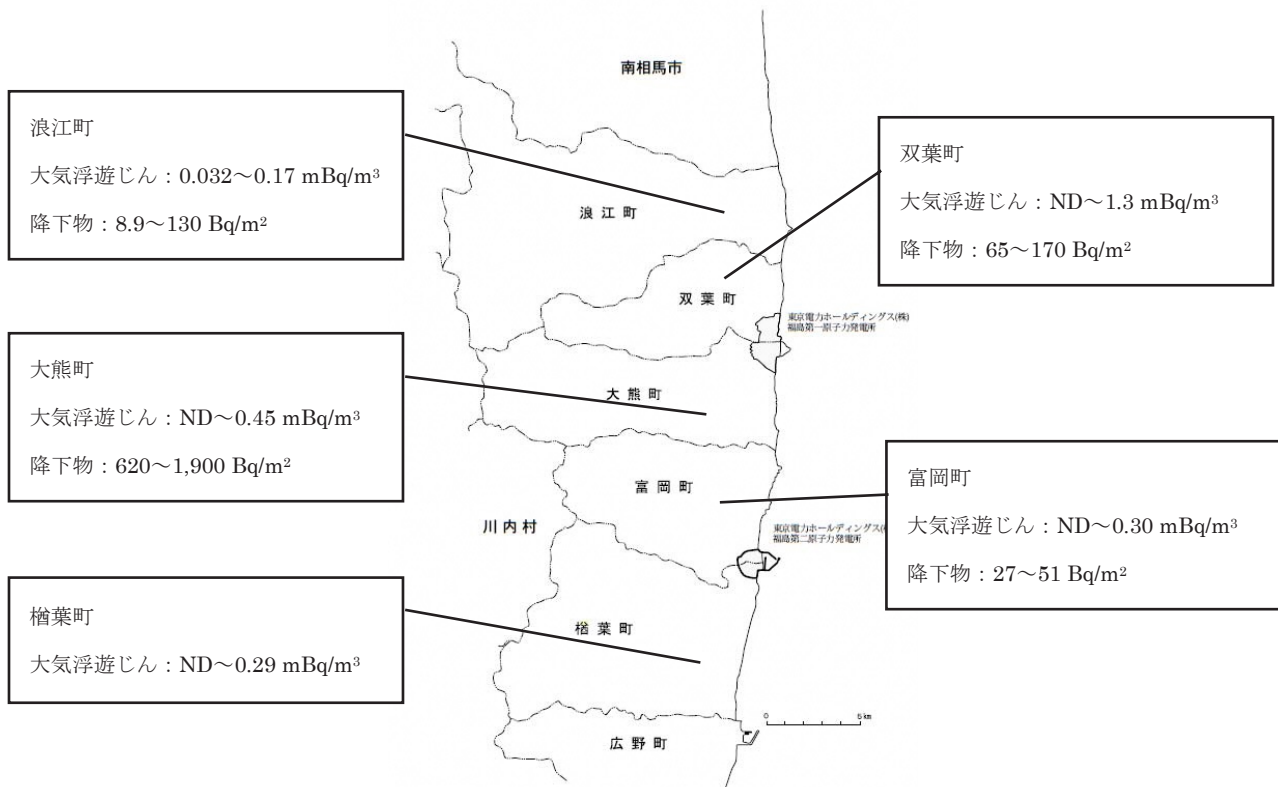 南相馬市
浪江町
大気浮遊じん：0.032～0.17 mBq/m³
降下物：8.9～130 Bq/m²
双葉町
大気浮遊じん：ND～1.3 mBq/m³
降下物：65～170 Bq/m²
浪江町
双葉町
東京電力ホールディングス(株)
福島第一原子力発電所
大熊町
大気浮遊じん：ND～0.45 mBq/m³
降下物：620～1,900 Bq/m²
大熊町
富岡町
富岡町
大気浮遊じん：ND～0.30 mBq/m³
降下物：27～51 Bq/m²
川内村
東京電力ホールディングス(
福島第二原子力発電所
楢葉町
大気浮遊じん：ND～0.29 mBq/m³
楢葉町
0 5km
広野町